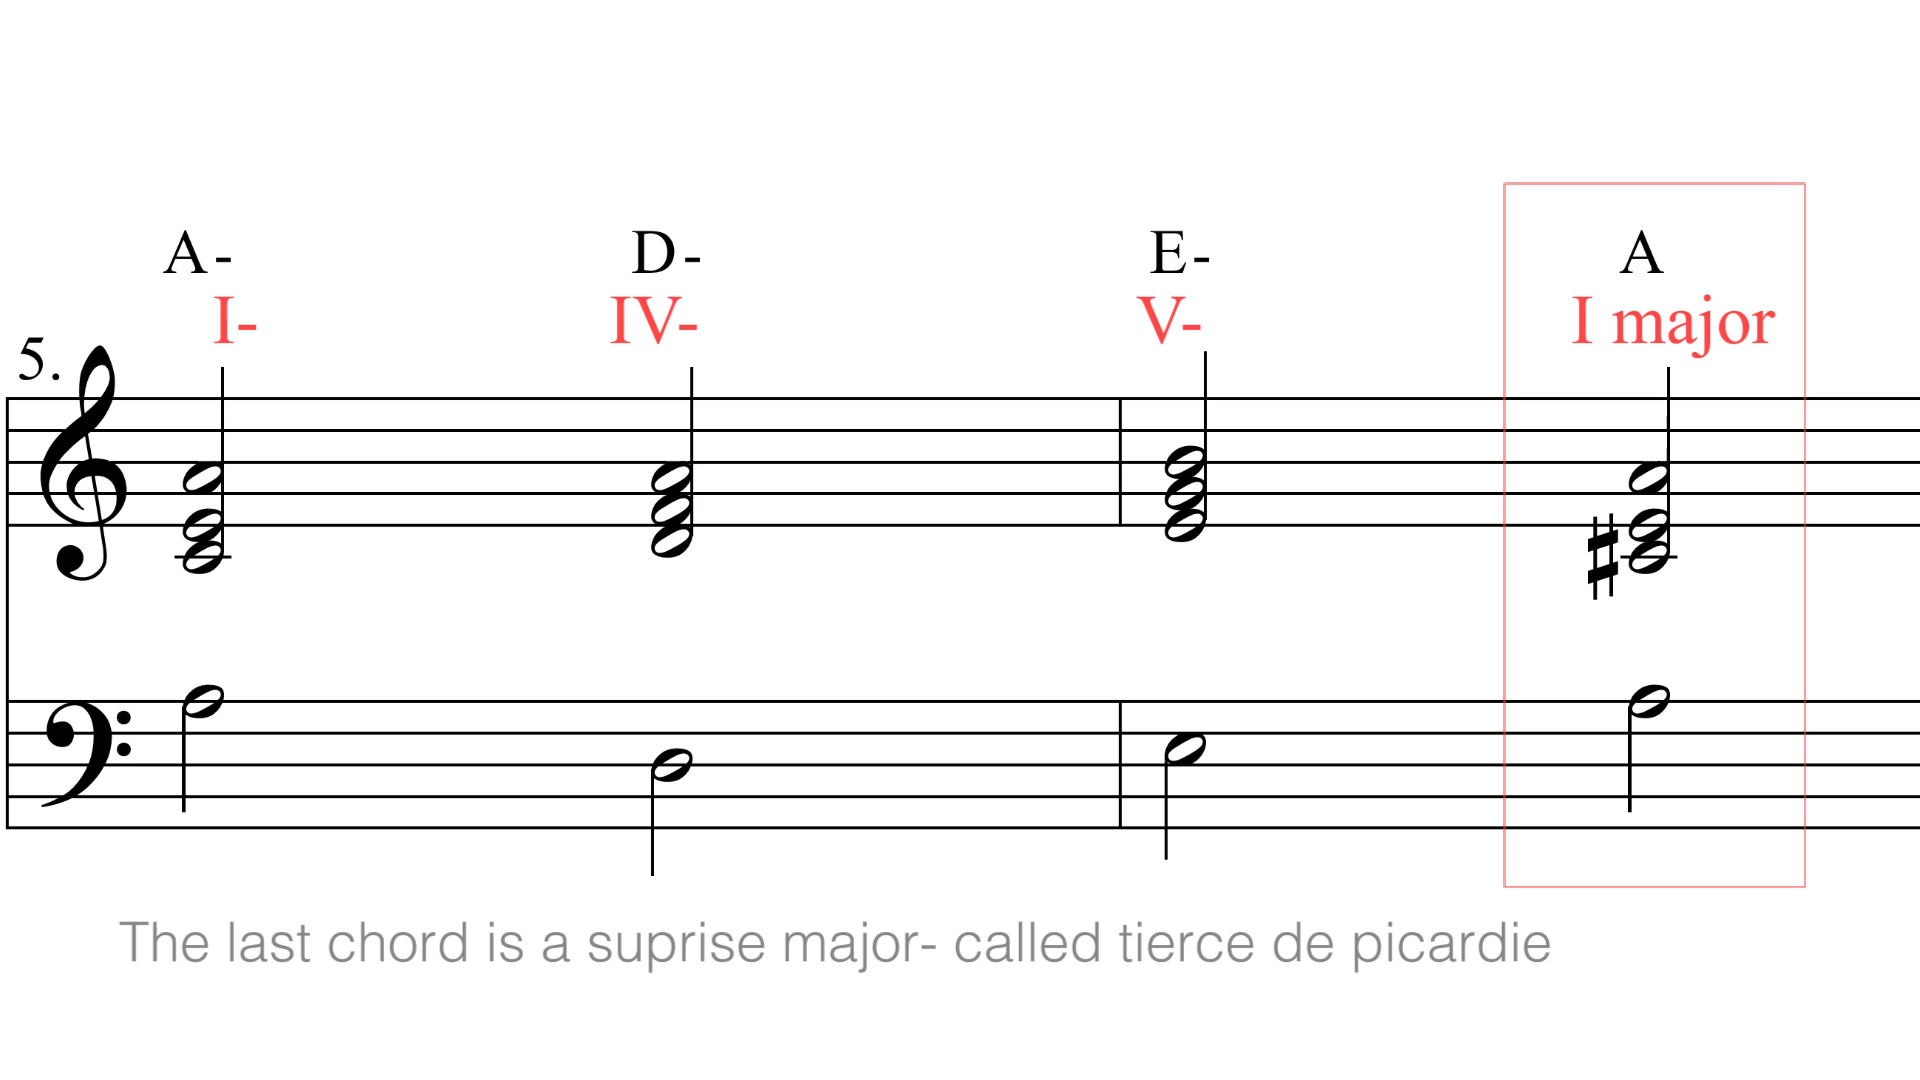 A- D- E- A
I- IV- V- I major
5.
The last chord is a suprise major- called tierce de picardie